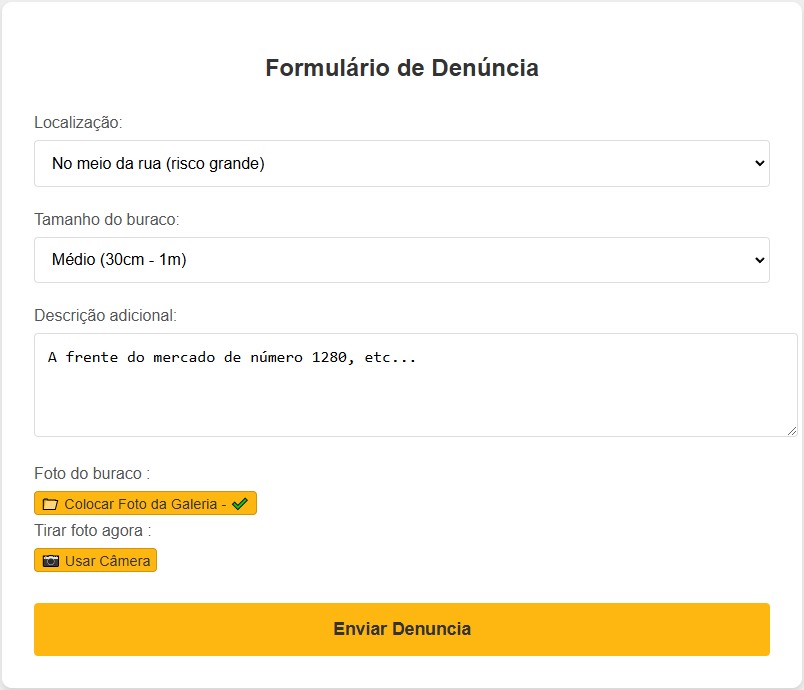 Formulário de Denúncia
Localização:
No meio da rua (risco grande)
Tamanho do buraco:
Médio (30cm - 1m)
Descrição adicional:
A frente do mercado de número 1280, etc...
Foto do buraco :
Colocar Foto da Galeria -
Tirar foto agora :
Usar Câmera
Enviar Denuncia